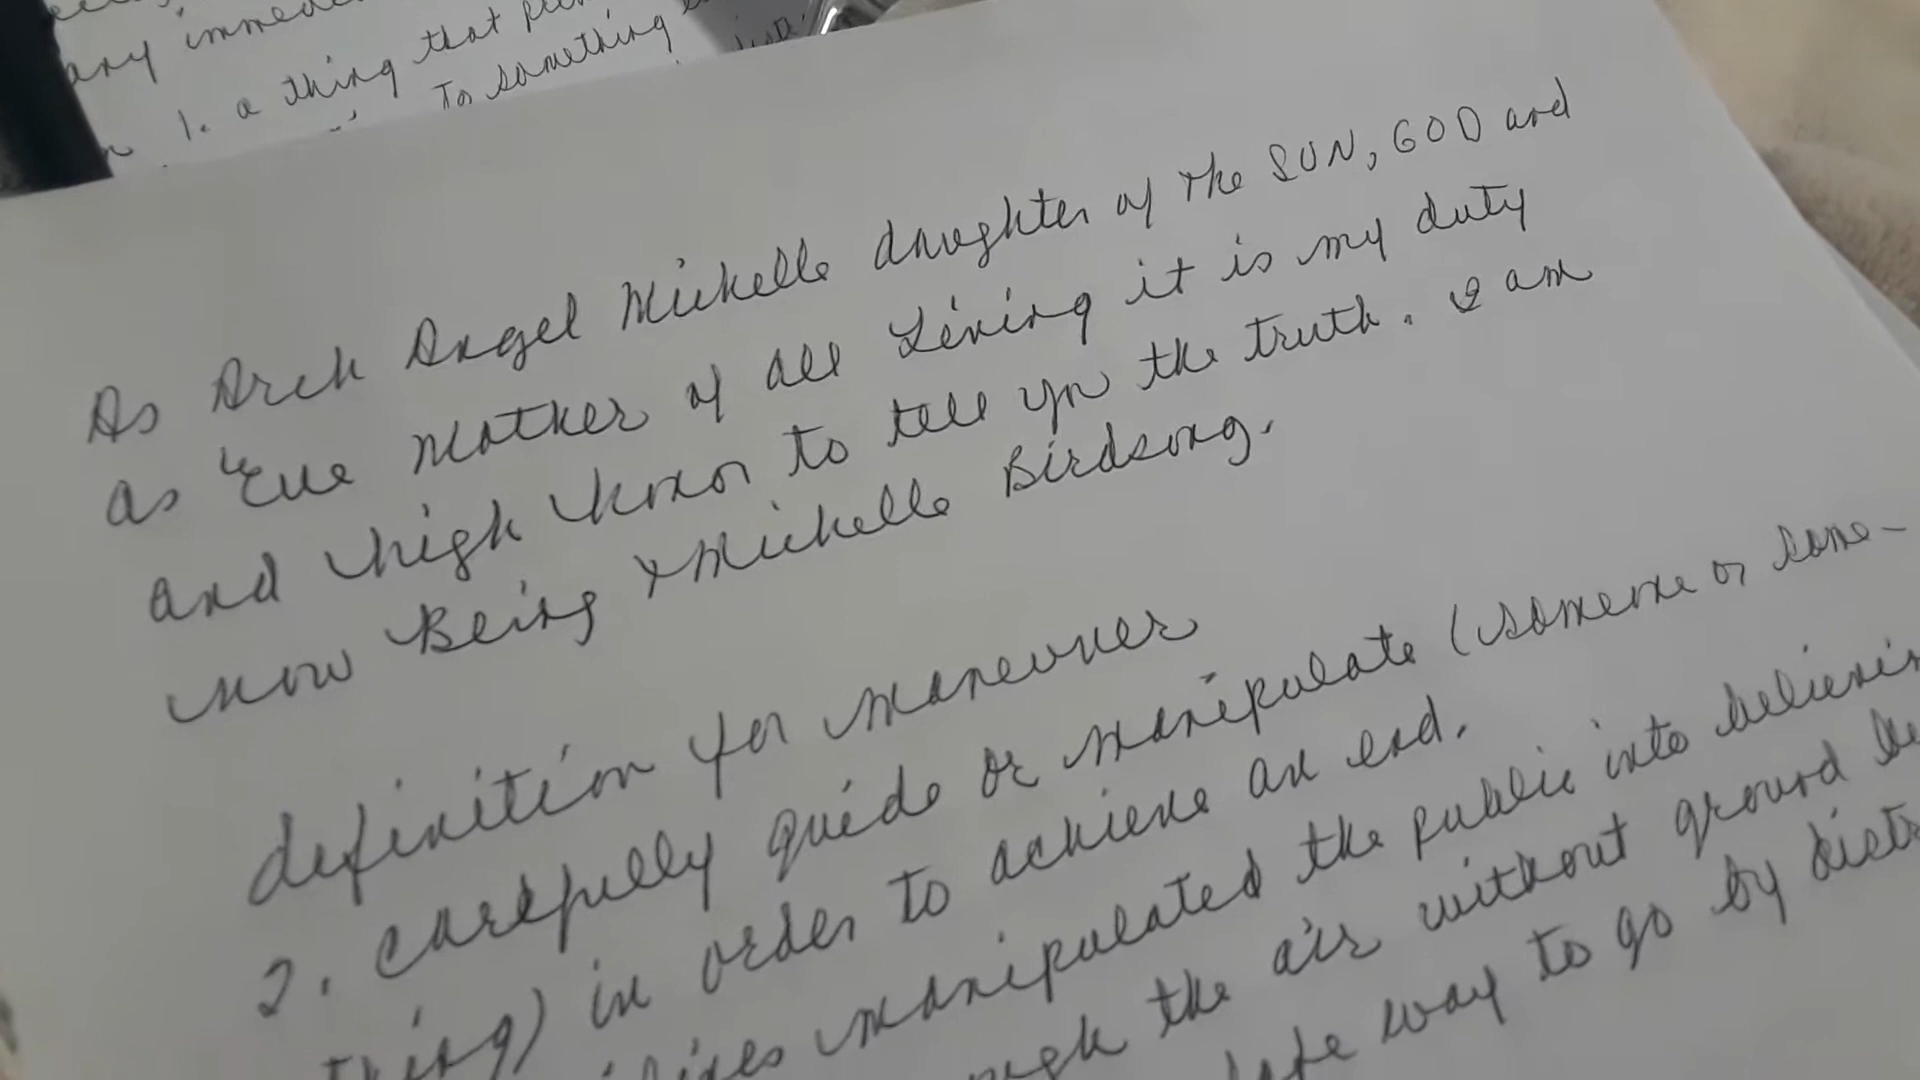 any immed
1. a thing that
To something
As Arch Angel Michelle daughter of the SUN, GOD and
as Eve Mother of all Living it is my duty
and high honor to tell you the truth. I am
now Being Michelle Birdsong.
definition for maneuver
2. carefully guide or manipulate (someone or some-
thing) in order to achieve an end.
manipulated the public into believin
the air without ground
way to go by